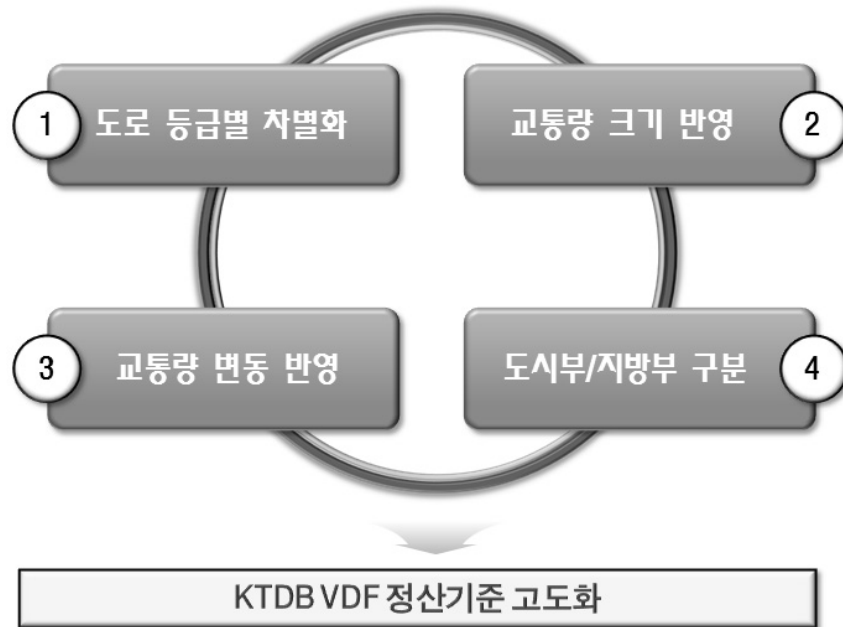 1 도로 등급별 차별화
교통량 크기 반영 2
3 교통량 변동 반영
도시부/지방부 구분 4
KTDB VDF 정산기준 고도화